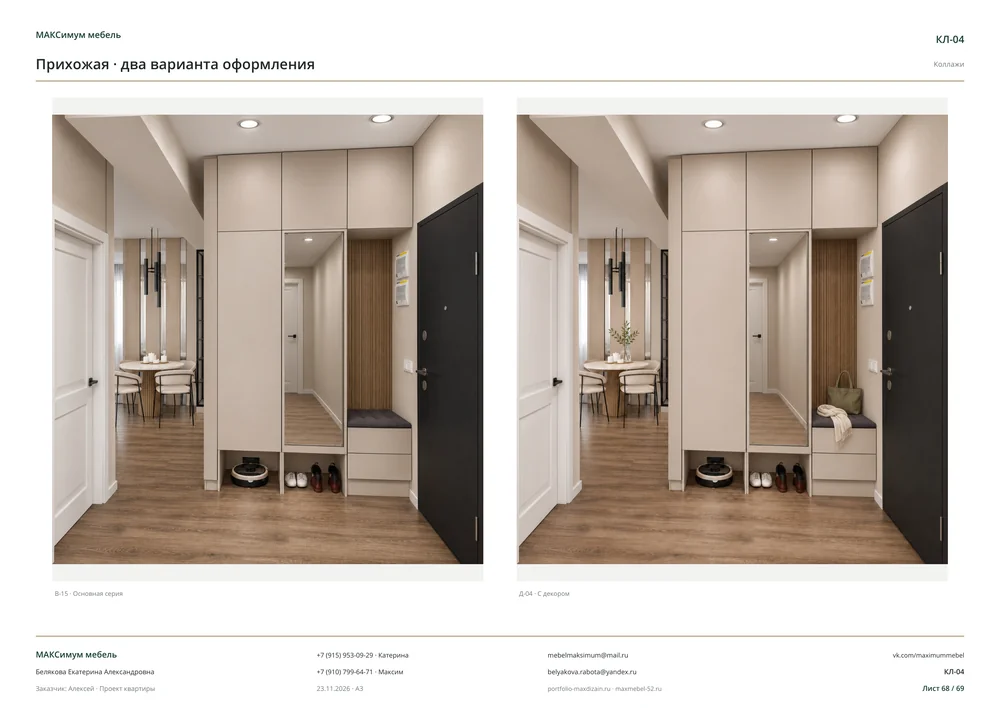 МАКСимум мебель
КЛ-04
Прихожая · два варианта оформления
Коллажи
В-15 · Основная серия
Д-04 · С декором
МАКСимум мебель
+7 (915) 953-09-29 · Катерина
mebelmaksimum@mail.ru
vk.com/maximummebel
Белякова Екатерина Александровна
+7 (910) 799-64-71 · Максим
belyakova.rabota@yandex.ru
КЛ-04
Заказчик: Алексей · Проект квартиры
23.11.2026 · А3
portfolio-maxdizain.ru · maxmebel-52.ru
Лист 68 / 69